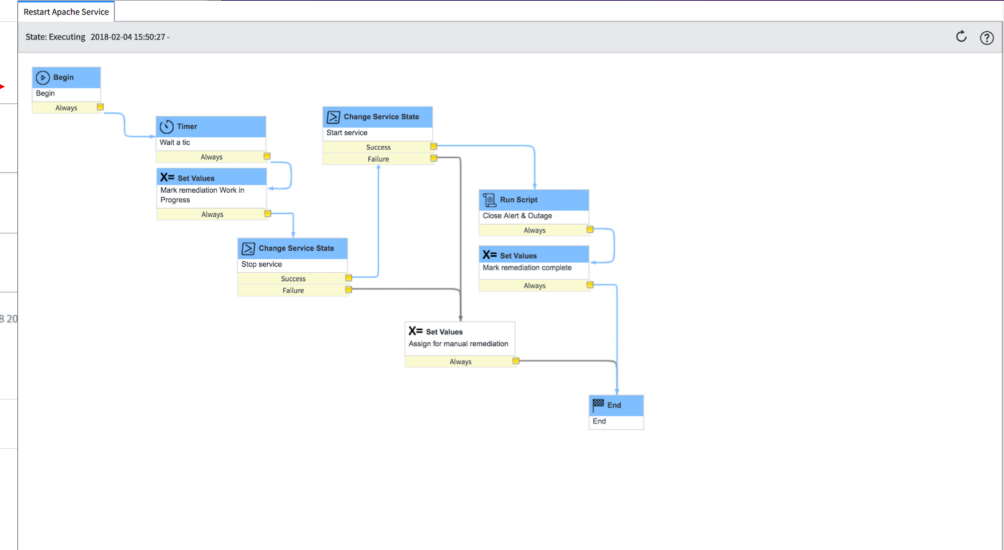 Restart Apache Service
State: Executing 2018-02-04 15:50:27 -
Begin
Begin
Always
Timer
Wait a tic
Always
X= Set Values
Mark remediation Work in
Progress
Always
Change Service State
Stop service
Success
Failure
Change Service State
Start service
Success
Failure
Run Script
Close Alert & Outage
Always
X= Set Values
Mark remediation complete
Always
X= Set Values
Assign for manual remediation
Always
End
End
8 20